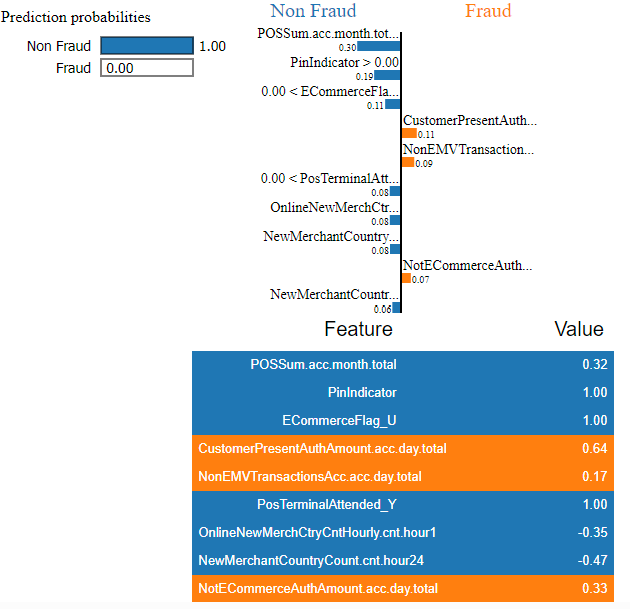 Prediction probabilities
Non Fraud 1.00
Fraud 0.00
Non Fraud Fraud
POSSum.acc.month.tot...
0.30
PinIndicator > 0.00
0.19
0.00 < ECommerceFla...
0.11
CustomerPresentAuth...
0.11
NonEMVTransaction...
0.09
0.00 < PosTerminalAtt...
0.08
OnlineNewMerchCtr...
0.08
NewMerchantCountry...
0.08
NotECommerceAuth...
0.07
NewMerchantCountr...
0.06
Feature Value
POSSum.acc.month.total 0.32
PinIndicator 1.00
ECommerceFlag_U 1.00
CustomerPresentAuthAmount.acc.day.total 0.64
NonEMVTransactionsAcc.acc.day.total 0.17
PosTerminalAttended_Y 1.00
OnlineNewMerchCtryCntHourly.cnt.hour1 -0.35
NewMerchantCountryCount.cnt.hour24 -0.47
NotECommerceAuthAmount.acc.day.total 0.33